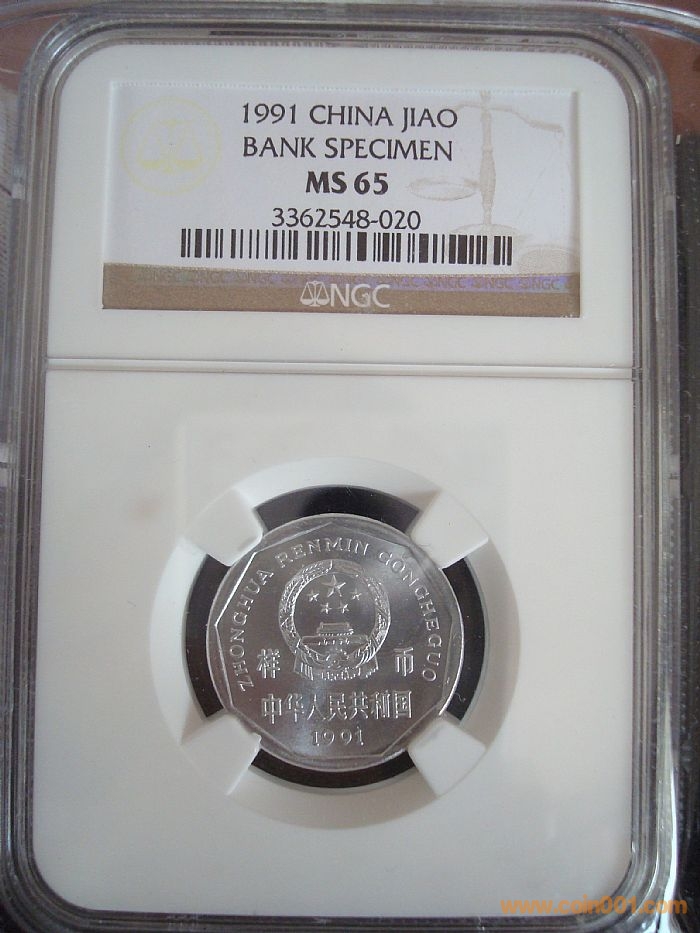 1991 CHINA JIAO
BANK SPECIMEN
MS 65
3362548-020
NGC
ZHONGHUA RENMIN GONGHEGUO
样 币
中华人民共和国
1991
www.coin001.com